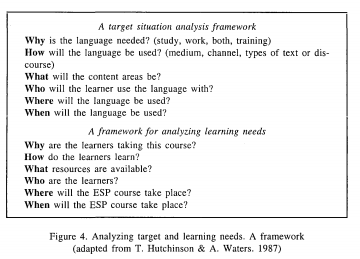 A target situation analysis framework
Why is the language needed? (study, work, both, training)
How will the language be used? (medium, channel, types of text or dis-
course)
What will the content areas be?
Who will the learner use the language with?
Where will the language be used?
When will the language be used?
A framework for analyzing learning needs
Why are the learners taking this course?
How do the learners learn?
What resources are available?
Who are the learners?
Where will the ESP course take place?
When will the ESP course take place?
Figure 4. Analyzing target and learning needs. A framework
(adapted from T. Hutchinson & A. Waters. 1987)